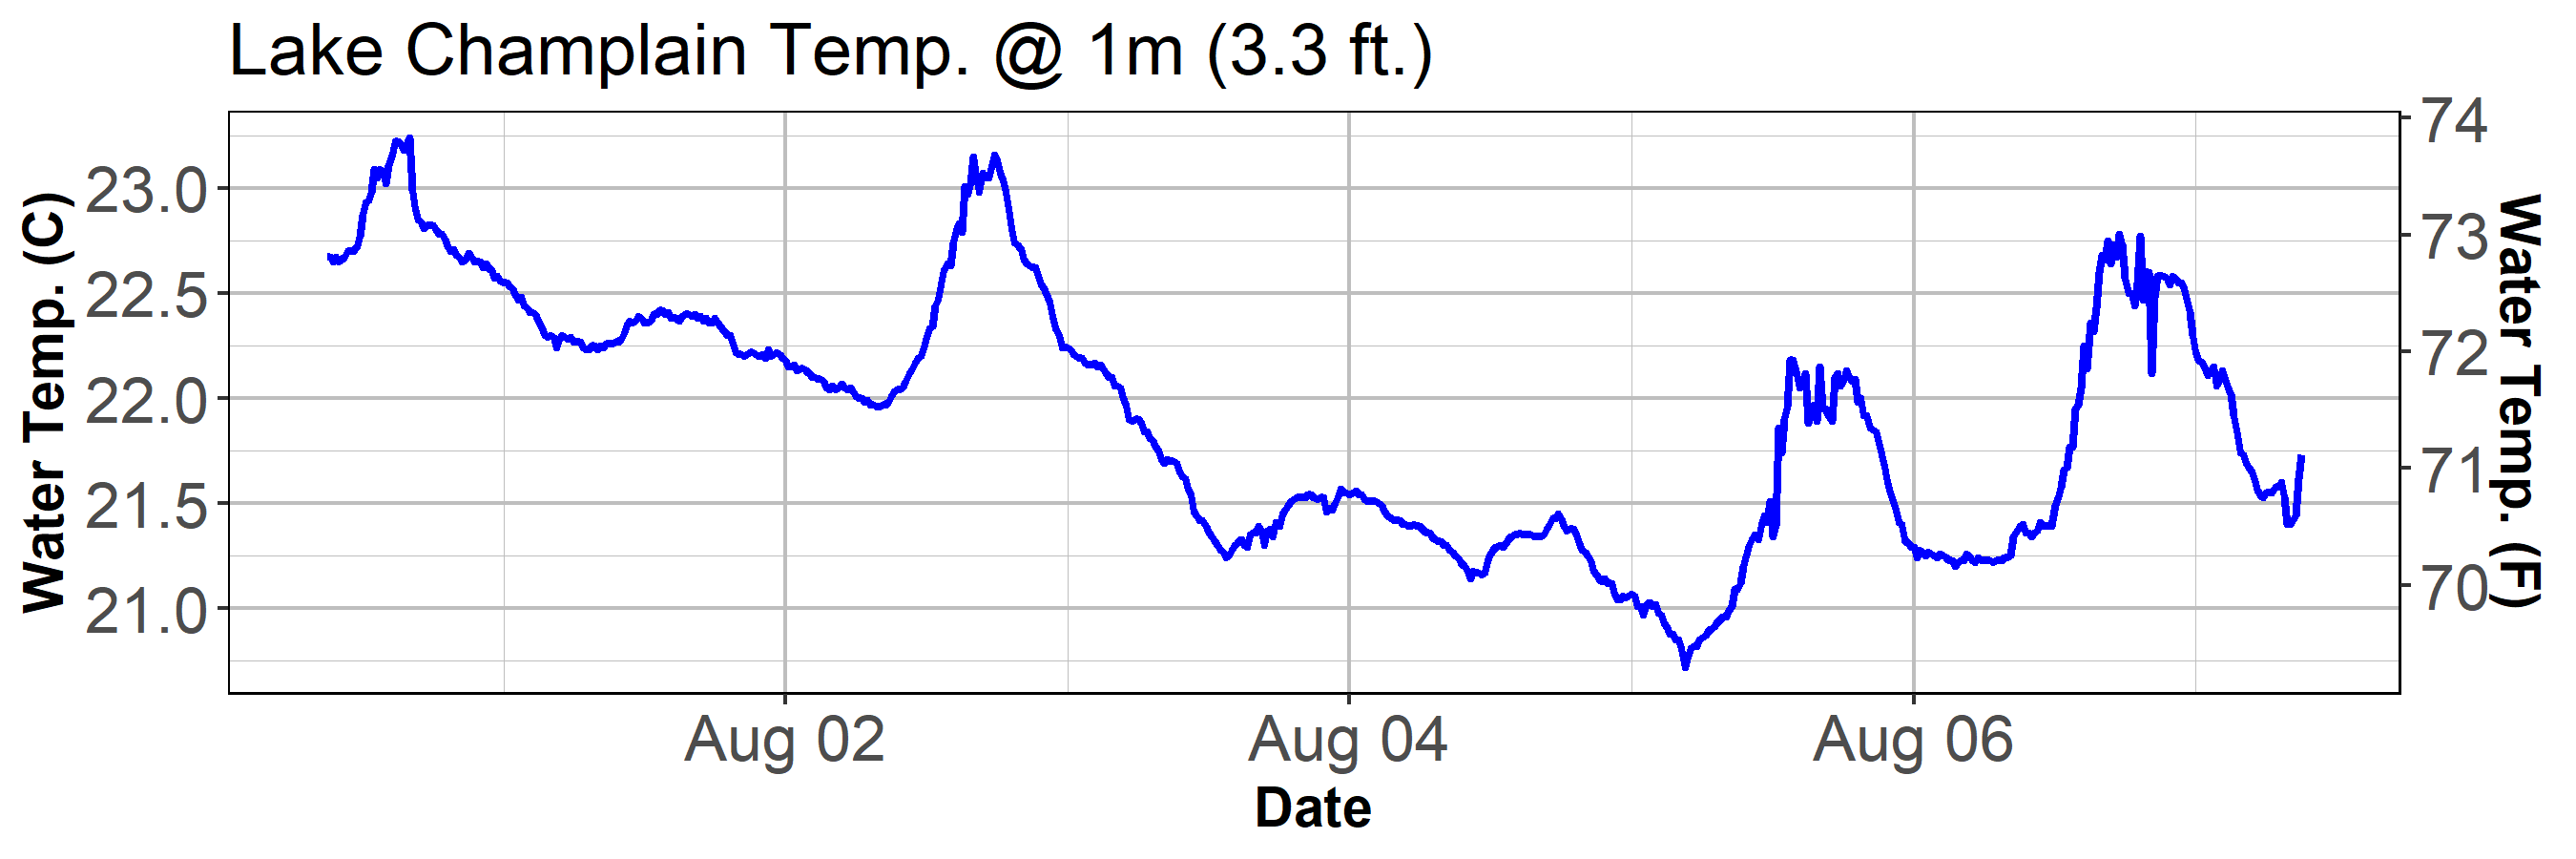 Lake Champlain Temp. @ 1m (3.3 ft.)
Water Temp. (C)
23.0
22.5
22.0
21.5
21.0
74
73
72
71
70
Water Temp. (F)
Aug 02 Aug 04 Aug 06
Date